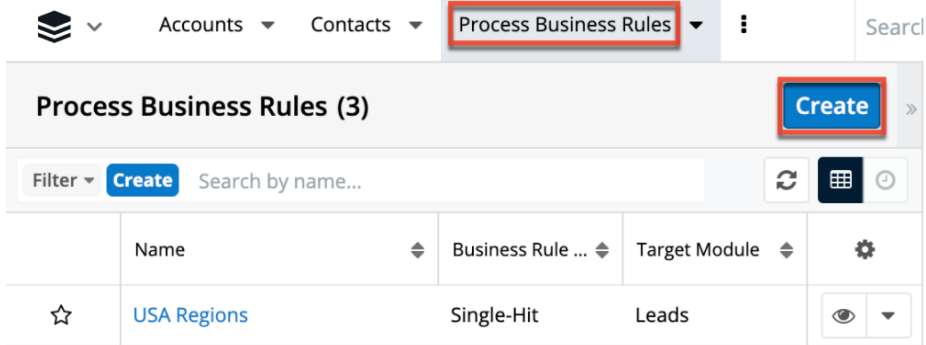 Accounts Contacts Process Business Rules
Process Business Rules (3) Create
Filter Create Search by name...
Name Business Rule ... Target Module
USA Regions Single-Hit Leads